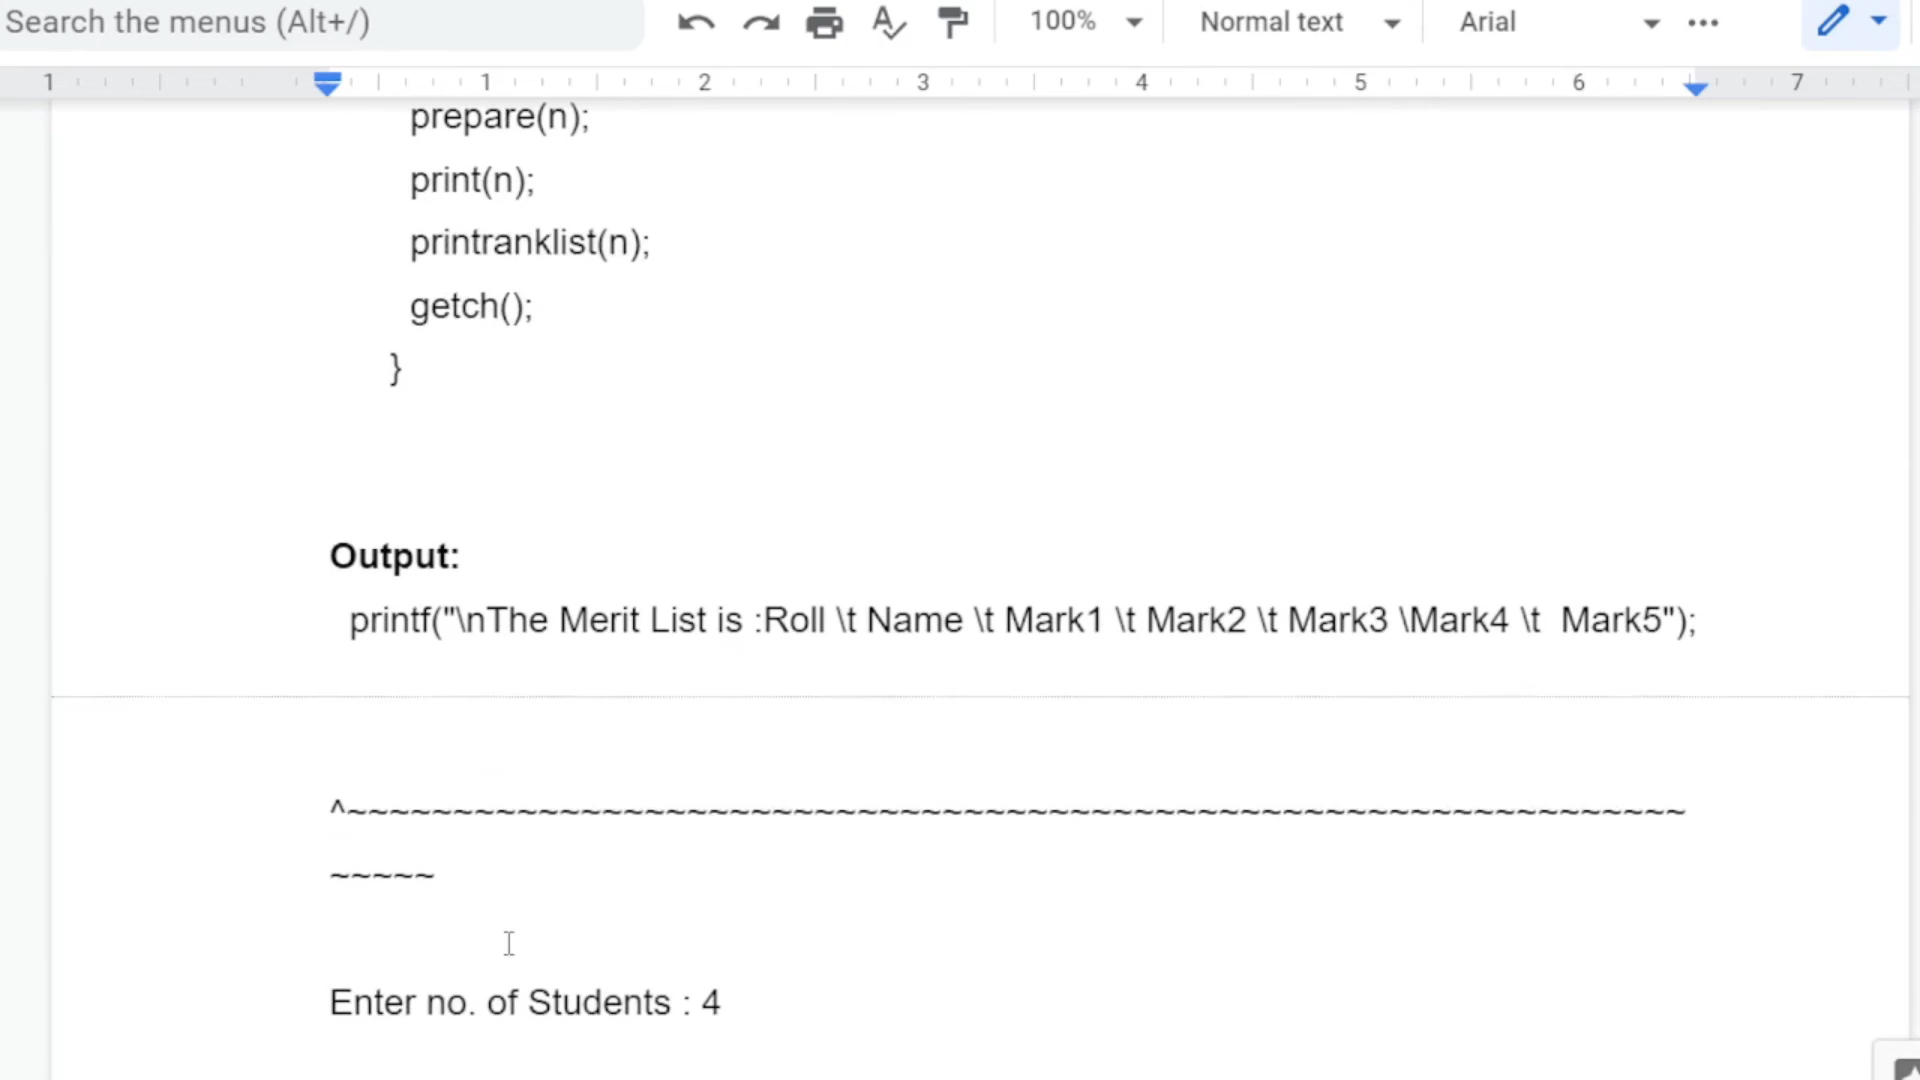 Search the menus (Alt+/) 100% Normal text Arial
1 1 2 3 4 5 6 7
prepare(n);
print(n);
printranklist(n);
getch();
}
Output:
printf("\nThe Merit List is :Roll \t Name \t Mark1 \t Mark2 \t Mark3 \Mark4 \t  Mark5");
^~~~~~~~~~~~~~~~~~~~~~~~~~~~~~~~~~~~~~~~~~~~~~~~~~~~~~~~~~~~~~~~
~~~~~
Enter no. of Students : 4